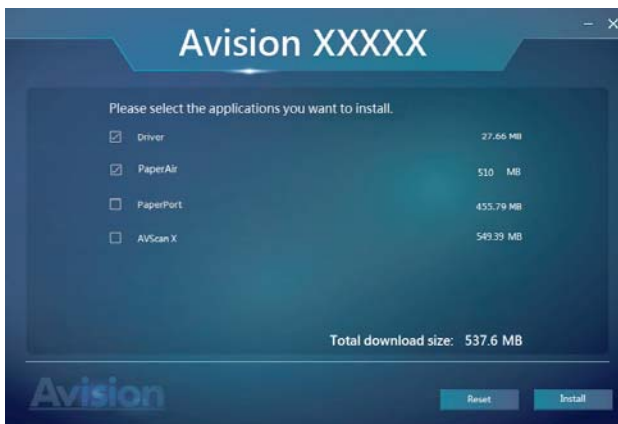 Avision XXXXX
Please select the applications you want to install.
Driver 27.66 MB
PaperAir 510 MB
PaperPort 455.79 MB
AVScan X 549.39 MB
Total download size: 537.6 MB
Avision
Reset Install